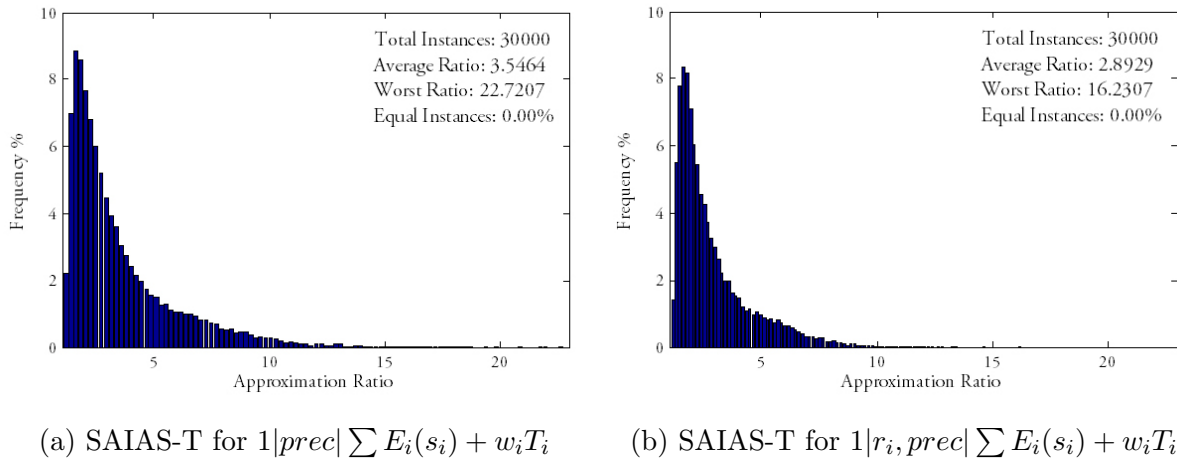 10
8
6
4
2
0
Frequency %
Total Instances: 30000
Average Ratio: 3.5464
Worst Ratio: 22.7207
Equal Instances: 0.00%
5
10
15
20
Approximation Ratio
(a) SAIAS-T for 1|prec| ∑ E_i(s_i) + w_iT_i
10
8
6
4
2
0
Frequency %
Total Instances: 30000
Average Ratio: 2.8929
Worst Ratio: 16.2307
Equal Instances: 0.00%
5
10
15
20
Approximation Ratio
(b) SAIAS-T for 1|r_i, prec| ∑ E_i(s_i) + w_iT_i